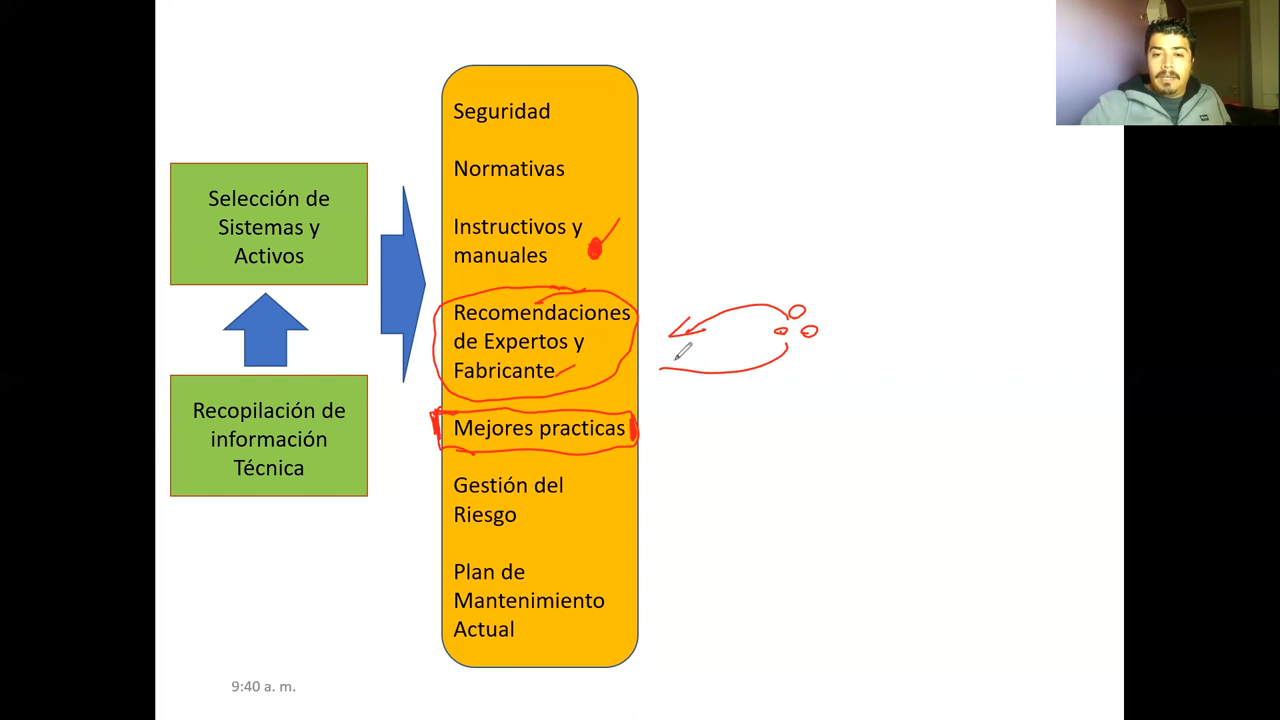 Seguridad
Normativas
Instructivos y
manuales
Recomendaciones
de Expertos y
Fabricante
Mejores practicas
Gestión del
Riesgo
Plan de
Mantenimiento
Actual
Selección de
Sistemas y
Activos
Recopilación de
información
Técnica
9:40 a. m.